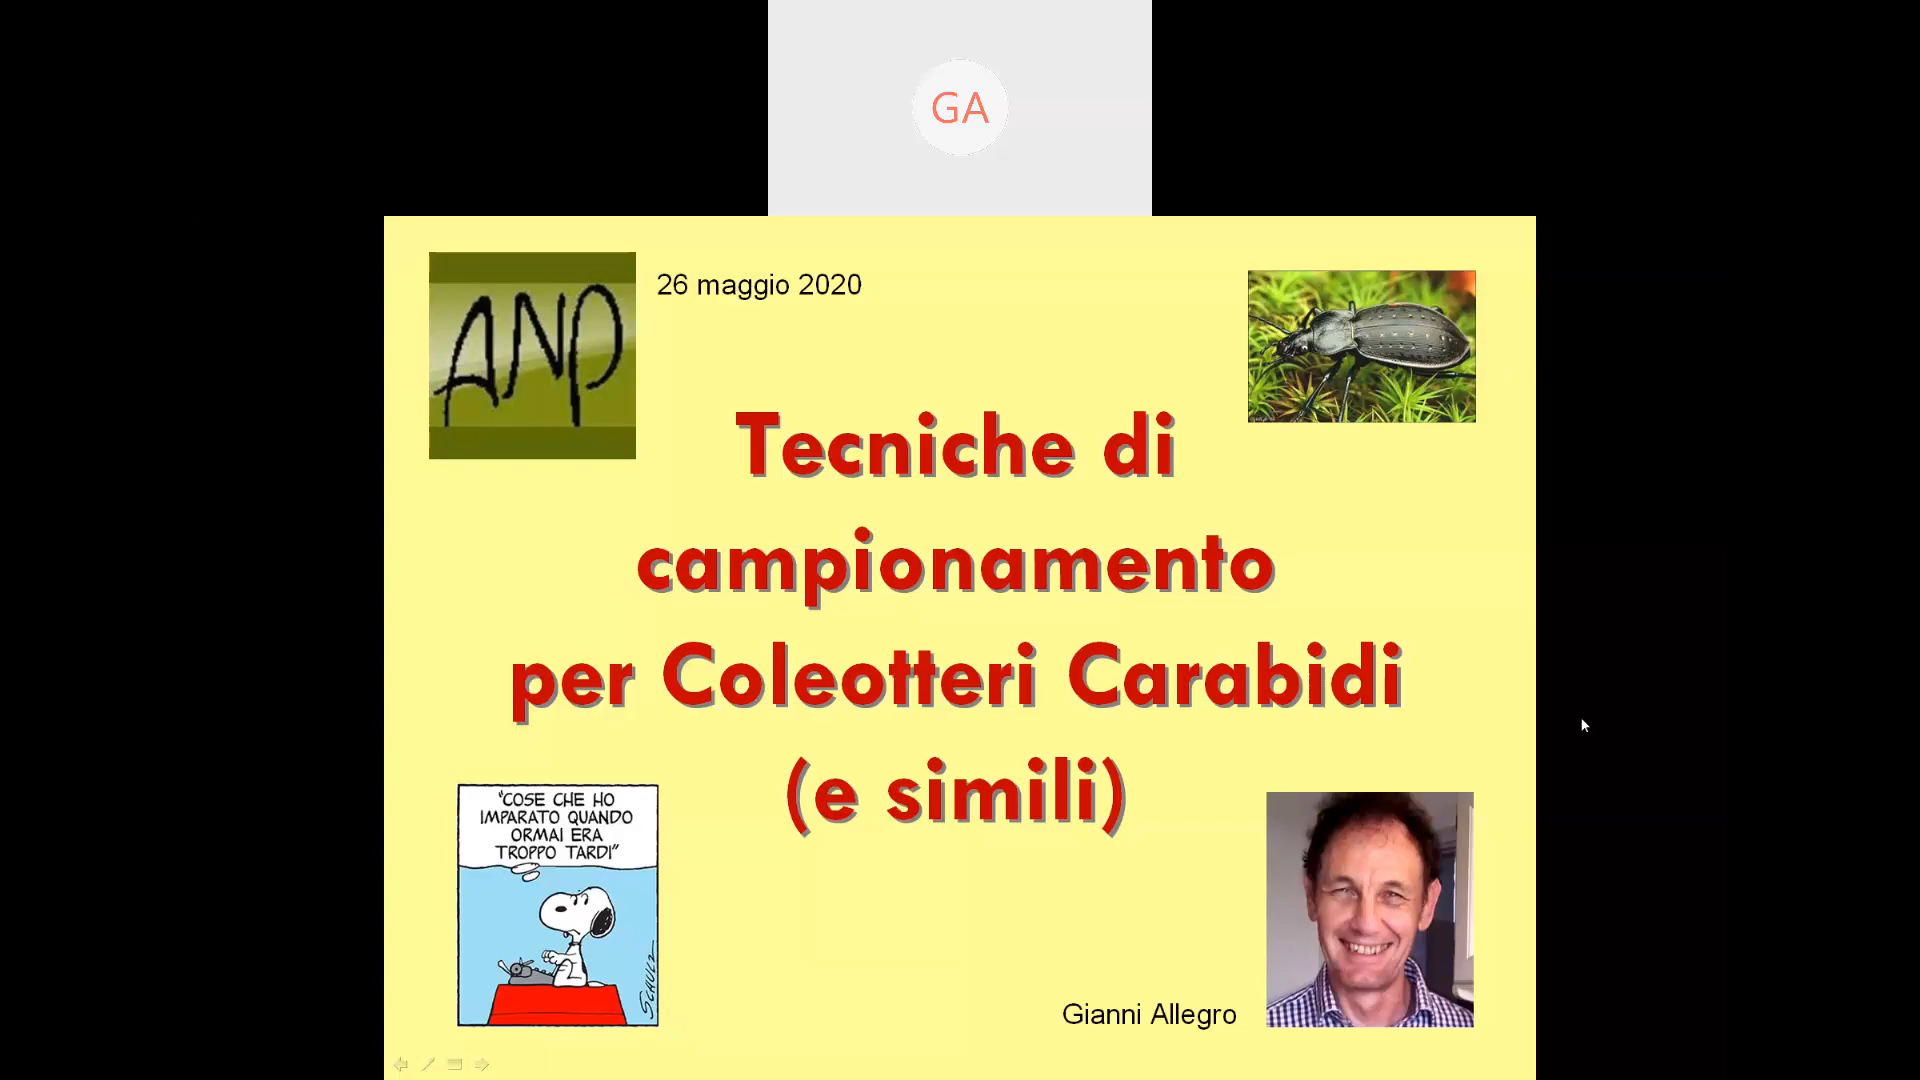 GA
ANP
26 maggio 2020
Tecniche di
campionamento
per Coleotteri Carabidi
(e simili)
"COSE CHE HO
IMPARATO QUANDO
ORMAI ERA
TROPPO TARDI"
SCHULZ
Gianni Allegro